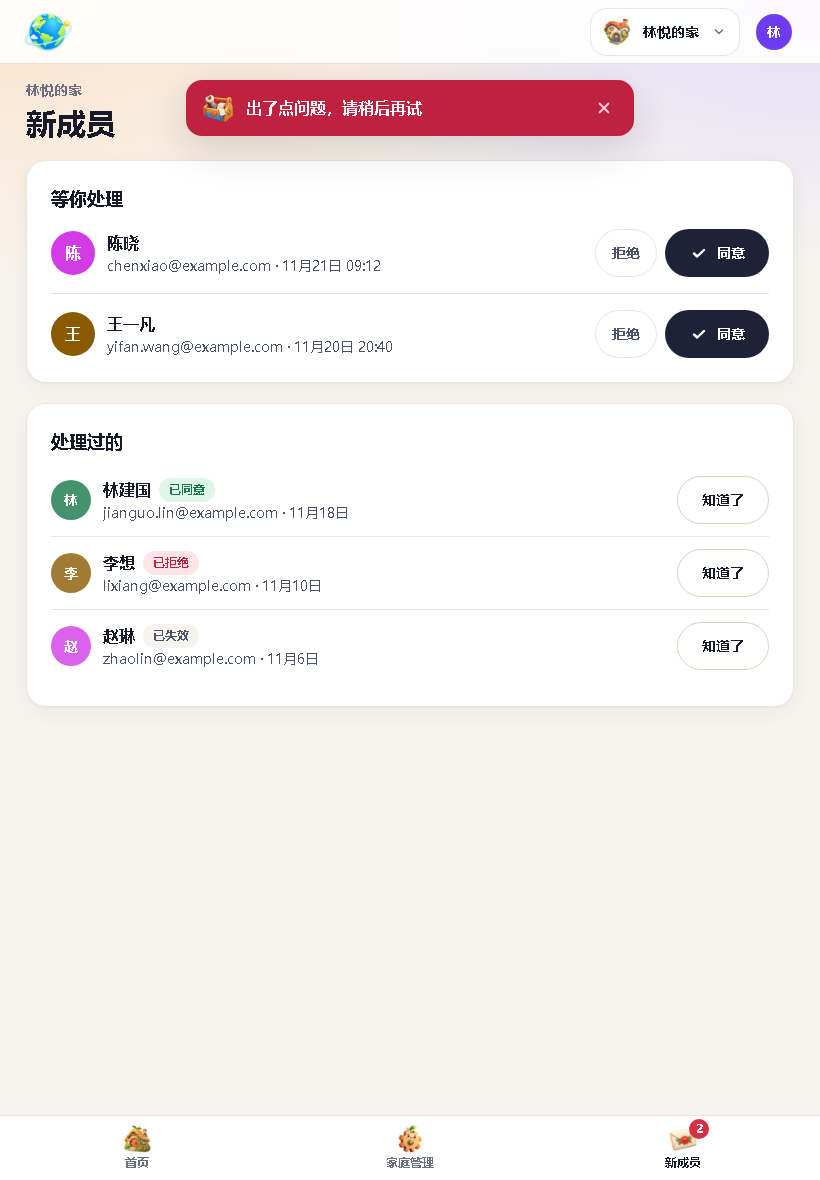 林悦的家
林
林悦的家
新成员
出了点问题，请稍后再试
等你处理
陈
陈晓
chenxiao@example.com · 11月21日 09:12
拒绝
同意
王
王一凡
yifan.wang@example.com · 11月20日 20:40
拒绝
同意
处理过的
林
林建国 已同意
jianguo.lin@example.com · 11月18日
知道了
李
李想 已拒绝
lixiang@example.com · 11月10日
知道了
赵
赵琳 已失效
zhaolin@example.com · 11月6日
知道了
首页
家庭管理
2
新成员